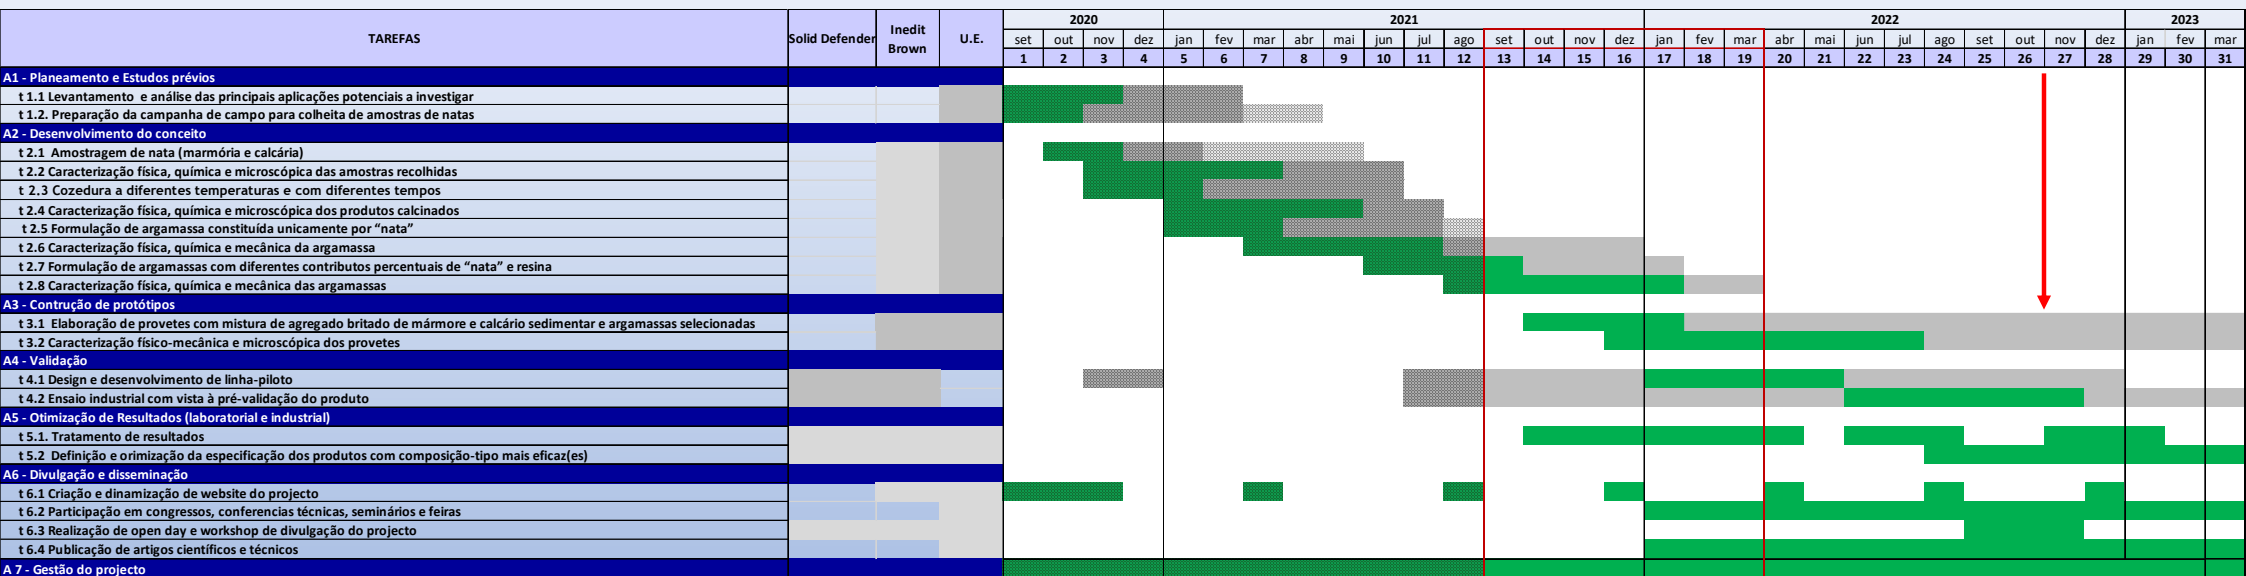 2020 2021 2022 2023
TAREFAS Solid Defender Inedit Brown U.E. set out nov dez jan fev mar abr mai jun jul ago set out nov dez jan fev mar abr mai jun jul ago set out nov dez jan fev mar
1 2 3 4 5 6 7 8 9 10 11 12 13 14 15 16 17 18 19 20 21 22 23 24 25 26 27 28 29 30 31
A1 - Planeamento e Estudos prévios
t 1.1 Levantamento e análise das principais aplicações potenciais a investigar
t 1.2. Preparação da campanha de campo para colheita de amostras de natas
A2 - Desenvolvimento do conceito
t 2.1 Amostragem de nata (marmória e calcária)
t 2.2 Caracterização física, química e microscópica das amostras recolhidas
t 2.3 Cozedura a diferentes temperaturas e com diferentes tempos
t 2.4 Caracterização física, química e microscópica dos produtos calcinados
t 2.5 Formulação de argamassa constituída unicamente por “nata”
t 2.6 Caracterização física, química e mecânica da argamassa
t 2.7 Formulação de argamassas com diferentes contributos percentuais de “nata” e resina
t 2.8 Caracterização física, química e mecânica das argamassas
A3 - Contrução de protótipos
t 3.1 Elaboração de provetes com mistura de agregado britado de mármore e calcário sedimentar e argamassas selecionadas
t 3.2 Caracterização físico-mecânica e microscópica dos provetes
A4 - Validação
t 4.1 Design e desenvolvimento de linha-piloto
t 4.2 Ensaio industrial com vista à pré-validação do produto
A5 - Otimização de Resultados (laboratorial e industrial)
t 5.1. Tratamento de resultados
t 5.2 Definição e orimização da especificação dos produtos com composição-tipo mais eficaz(es)
A6 - Divulgação e disseminação
t 6.1 Criação e dinamização de website do projecto
t 6.2 Participação em congressos, conferencias técnicas, seminários e feiras
t 6.3 Realização de open day e workshop de divulgação do projecto
t 6.4 Publicação de artigos científicos e técnicos
A 7 - Gestão do projecto